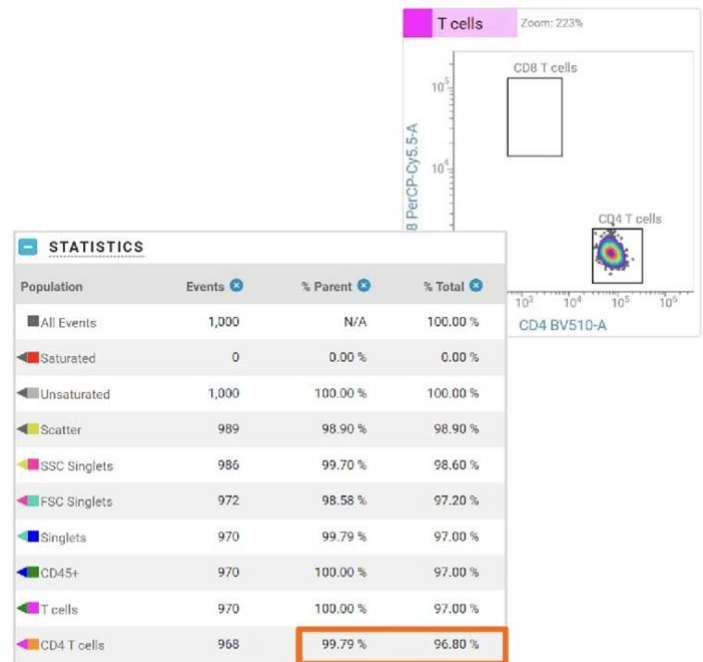 T cells Zoom: 223%
CD8 T cells
10⁵
10⁴
8 PerCP-Cy5.5-A
CD4 T cells
10³ 10⁴ 10⁵ 10⁶
CD4 BV510-A
STATISTICS
Population Events % Parent % Total
All Events 1,000 N/A 100.00 %
Saturated 0 0.00 % 0.00 %
Unsaturated 1,000 100.00 % 100.00 %
Scatter 989 98.90 % 98.90 %
SSC Singlets 986 99.70 % 98.60 %
FSC Singlets 972 98.58 % 97.20 %
Singlets 970 99.79 % 97.00 %
CD45+ 970 100.00 % 97.00 %
T cells 970 100.00 % 97.00 %
CD4 T cells 968 99.79 % 96.80 %